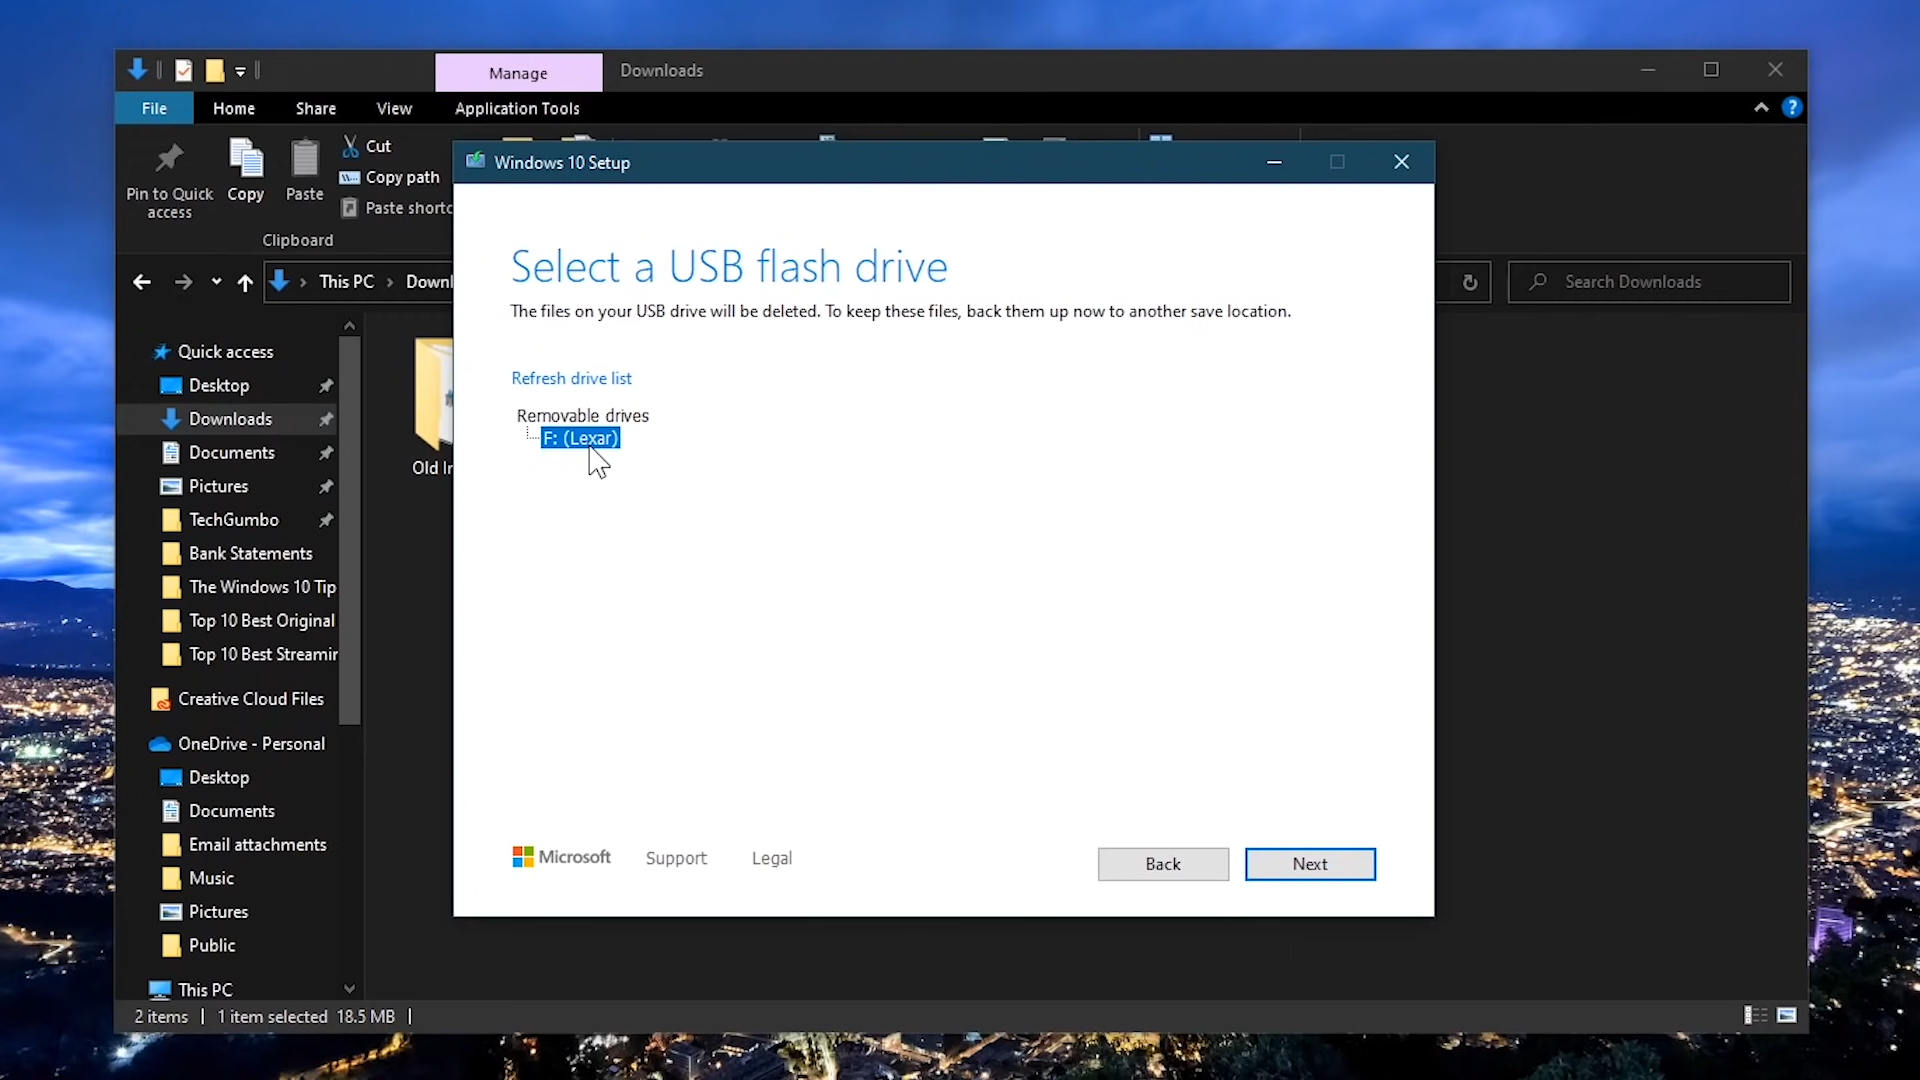 Manage
Downloads
File
Home
Share
View
Application Tools
?
Pin to Quick
access
Copy
Paste
Cut
Copy path
Paste shortc
Clipboard
This PC
Downl
Search Downloads
Quick access
Desktop
Downloads
Documents
Pictures
TechGumbo
Bank Statements
The Windows 10 Tip
Top 10 Best Original
Top 10 Best Streamin
Creative Cloud Files
OneDrive - Personal
Desktop
Documents
Email attachments
Music
Pictures
Public
This PC
Old In
Windows 10 Setup
Select a USB flash drive
The files on your USB drive will be deleted. To keep these files, back them up now to another save location.
Refresh drive list
Removable drives
F: (Lexar)
Microsoft
Support
Legal
Back
Next
2 items
1 item selected 18.5 MB